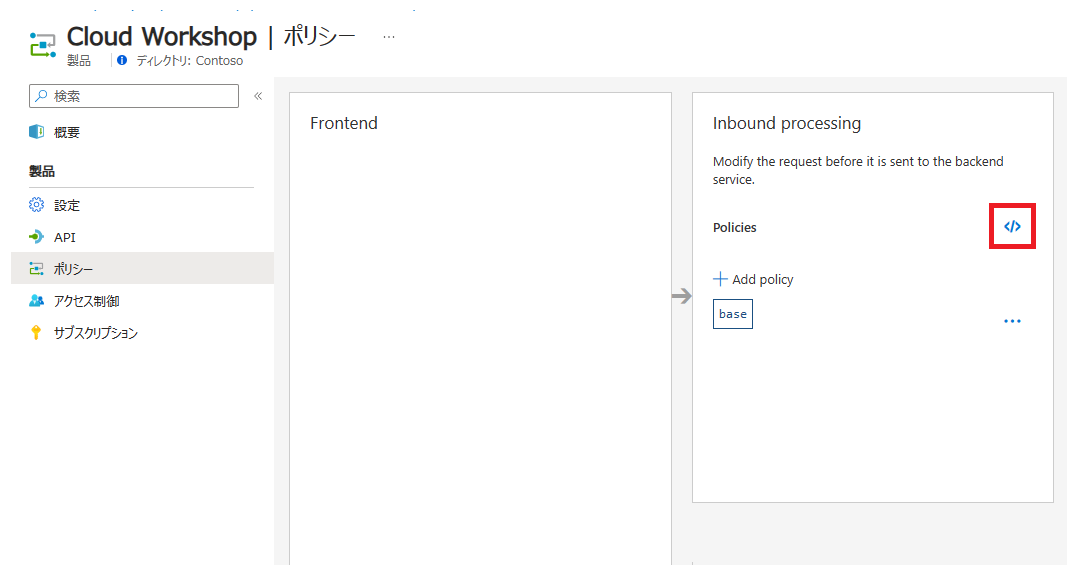 Cloud Workshop | ポリシー ...
製品 ディレクトリ: Contoso
検索 «
概要
製品
設定
API
ポリシー
アクセス制御
サブスクリプション
Frontend
Inbound processing
Modify the request before it is sent to the backend
service.
Policies </>
+ Add policy
base ...